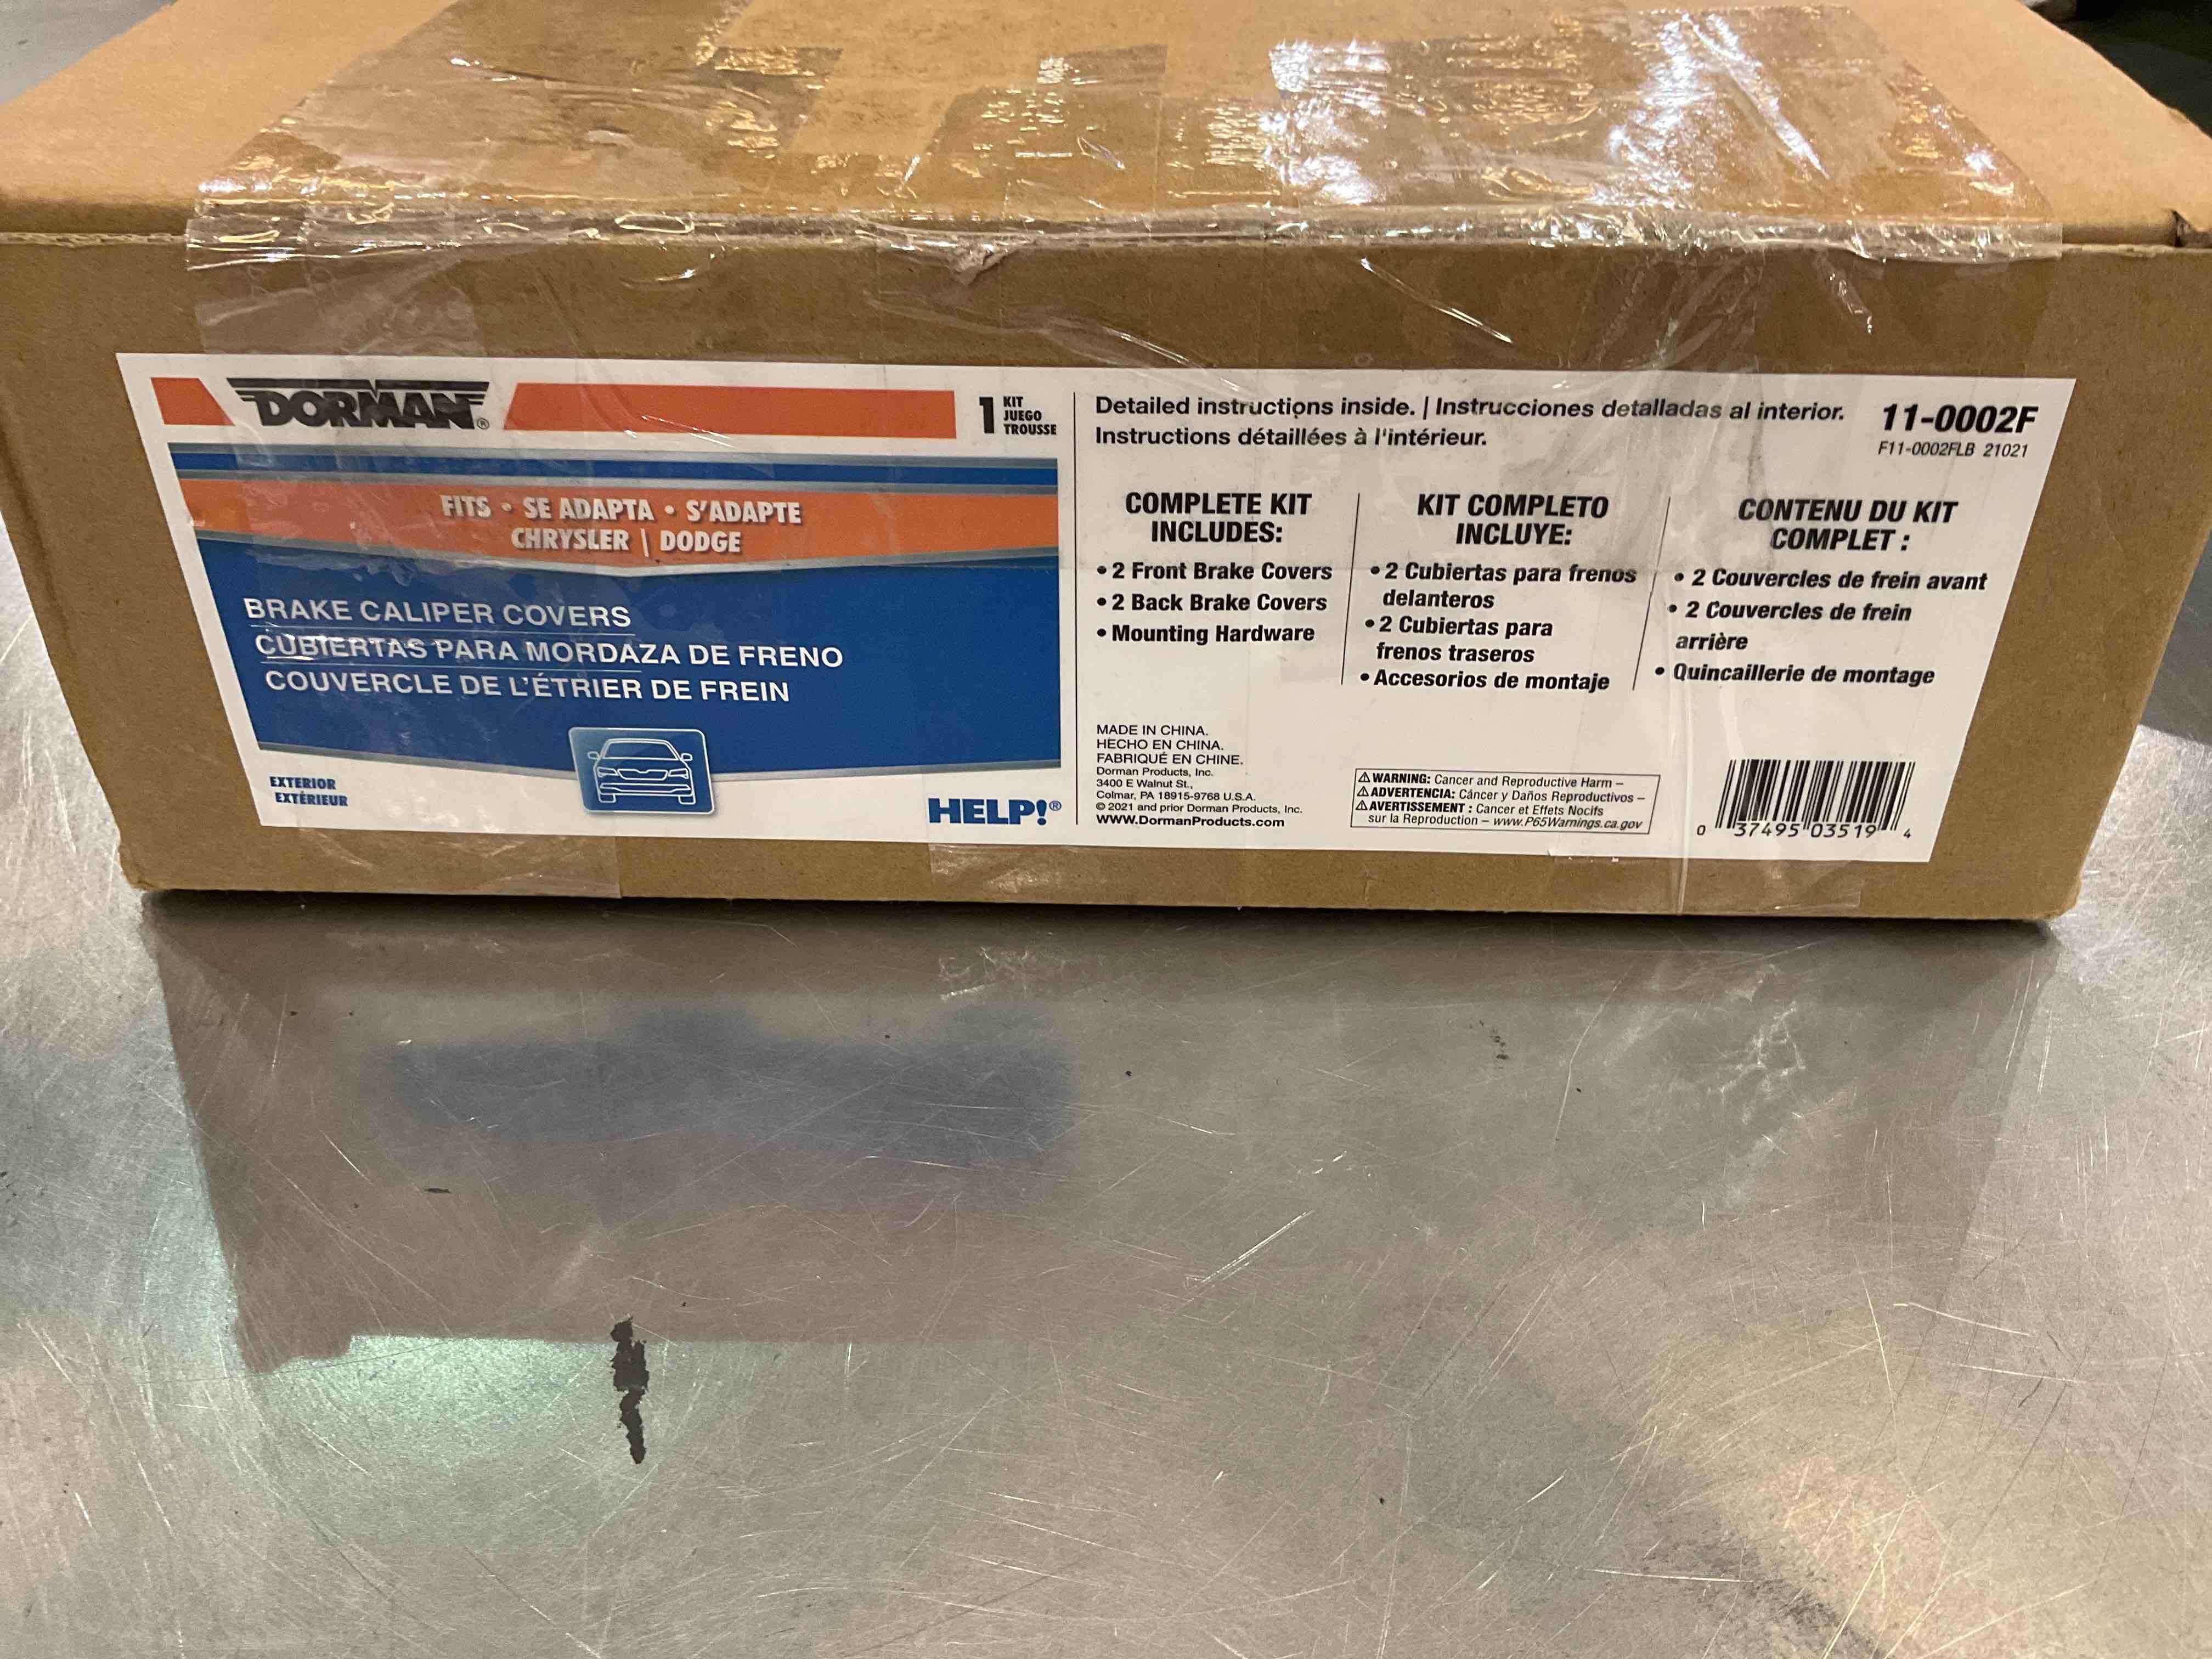 DORMAN®
1 KIT
JUEGO
TROUSSE
FITS • SE ADAPTA • S'ADAPTE
CHRYSLER | DODGE
BRAKE CALIPER COVERS
CUBIERTAS PARA MORDAZA DE FRENO
COUVERCLE DE L'ÉTRIER DE FREIN
EXTERIOR
EXTÉRIEUR
HELP!®
Detailed instructions inside. | Instrucciones detalladas al interior.
Instructions détaillées à l'intérieur.
11-0002F
F11-0002FLB 21021
COMPLETE KIT
INCLUDES:
• 2 Front Brake Covers
• 2 Back Brake Covers
• Mounting Hardware
KIT COMPLETO
INCLUYE:
• 2 Cubiertas para frenos
delanteros
• 2 Cubiertas para
frenos traseros
• Accesorios de montaje
CONTENU DU KIT
COMPLET :
• 2 Couvercles de frein avant
• 2 Couvercles de frein
arrière
• Quincaillerie de montage
MADE IN CHINA.
HECHO EN CHINA.
FABRIQUÉ EN CHINE.
Dorman Products, Inc.
3400 E Walnut St.,
Colmar, PA 18915-9768 U.S.A.
© 2021 and prior Dorman Products, Inc.
www.DormanProducts.com
⚠ WARNING: Cancer and Reproductive Harm –
⚠ ADVERTENCIA: Cáncer y Daños Reproductivos –
⚠ AVERTISSEMENT : Cancer et Effets Nocifs
sur la Reproduction – www.P65Warnings.ca.gov
0 37495 03519 4